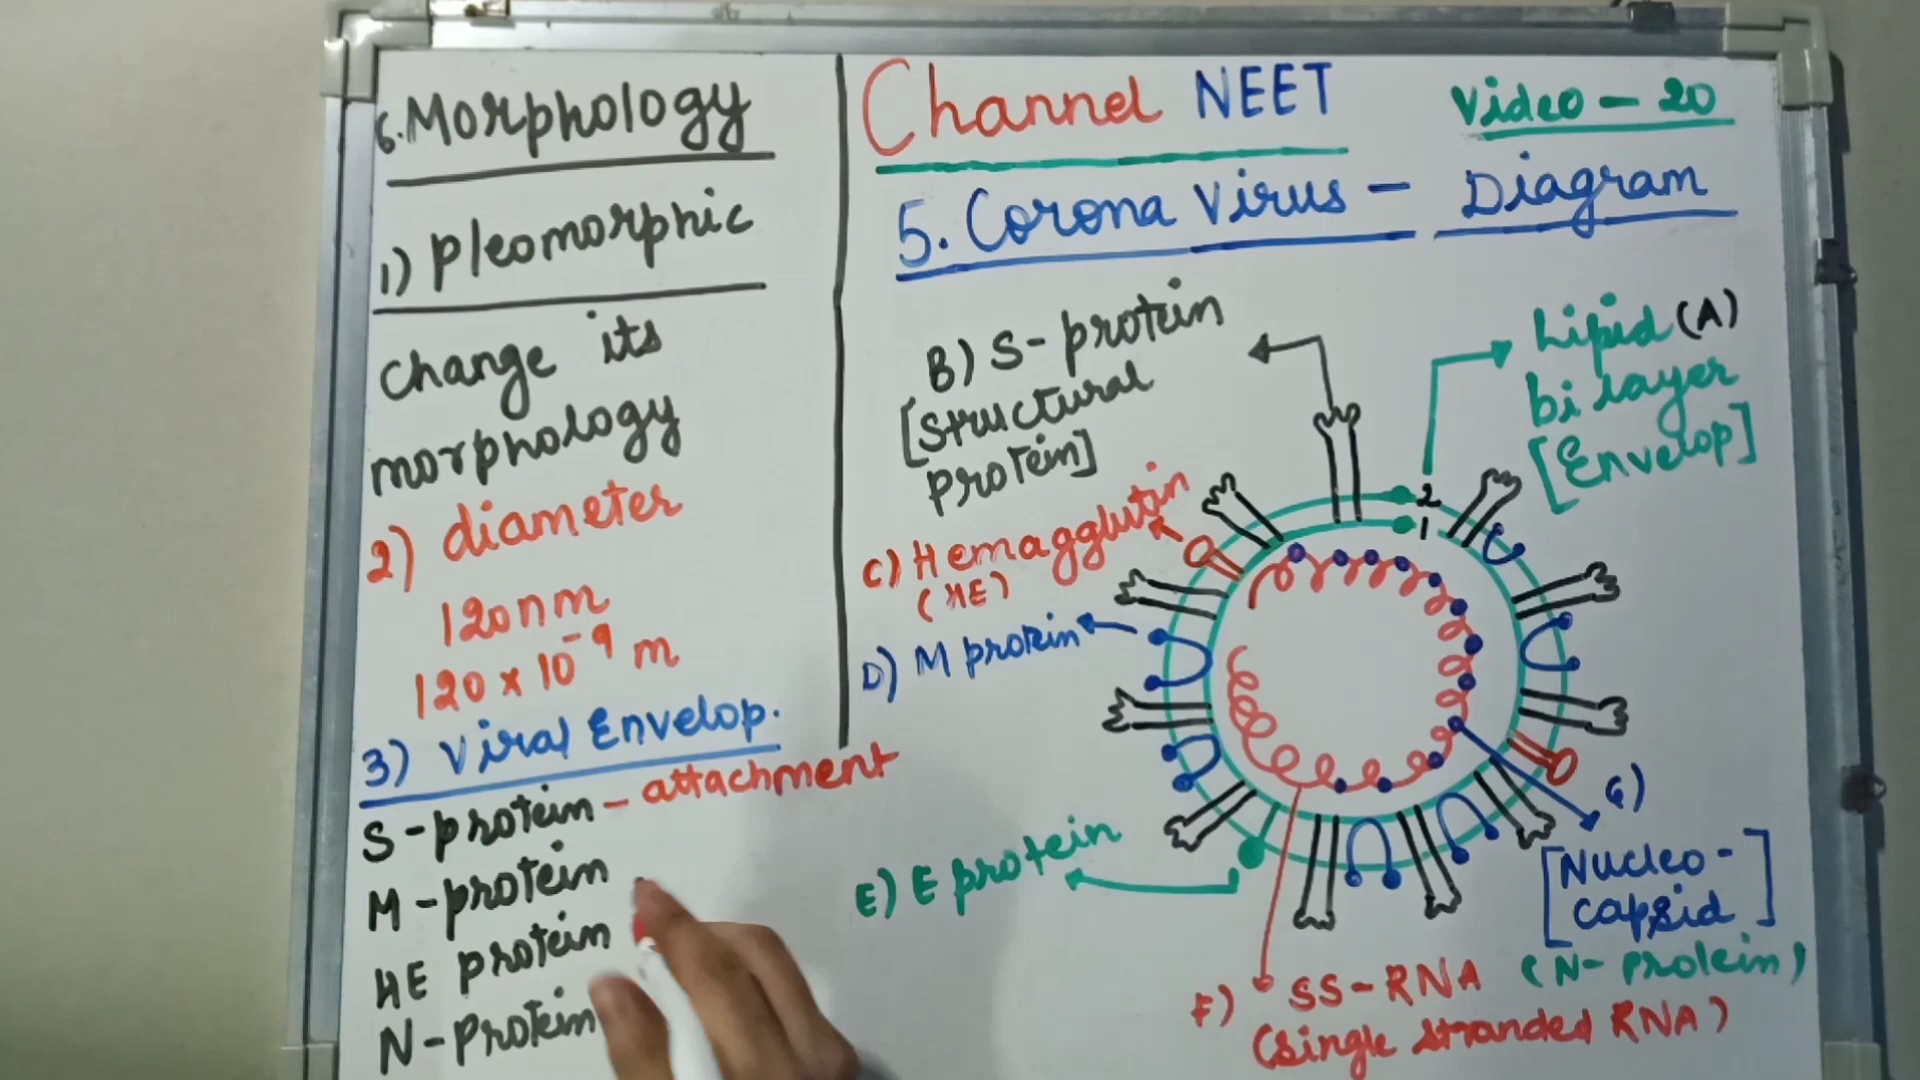 6. Morphology
1) Pleomorphic
Change its
morphology
2) diameter
120nm
120 x 10⁻⁹ m
3) Viral Envelop.
S-protein - attachment
M-protein
HE protein
N-Protein
Channel NEET
Video - 20
5. Corona Virus - Diagram
B) S-protein
[Structural
protein]
Lipid (A)
bi layer
[Envelop]
2
1
C) Hemagglutin
(HE)
D) M protein
E) E protein
G)
[Nucleo-
capsid]
(N-protein)
F) SS-RNA
(Single stranded RNA)